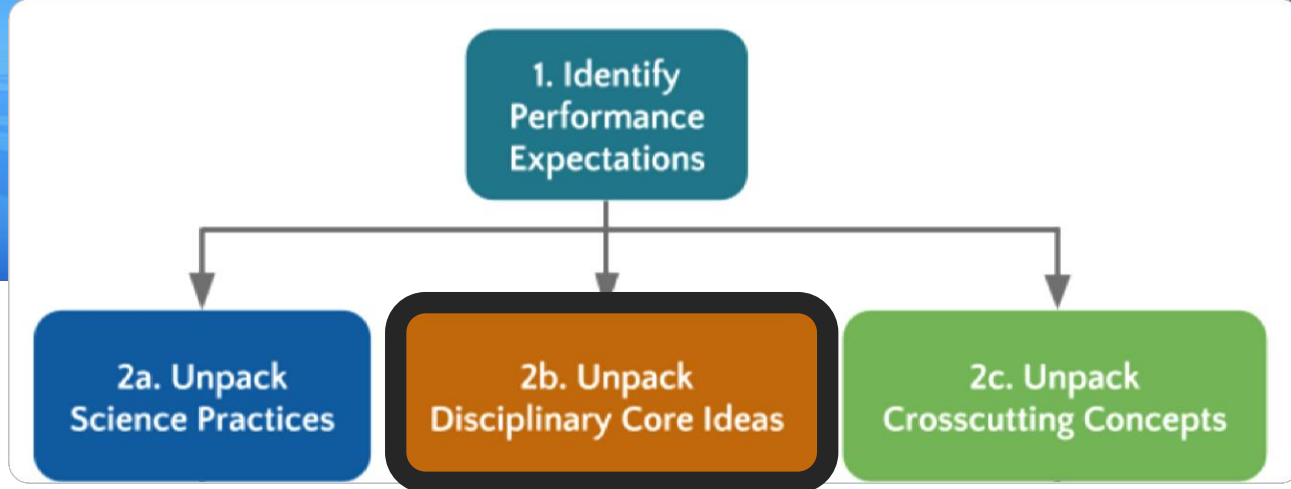 1. Identify
Performance
Expectations
2a. Unpack
Science Practices
2b. Unpack
Disciplinary Core Ideas
2c. Unpack
Crosscutting Concepts